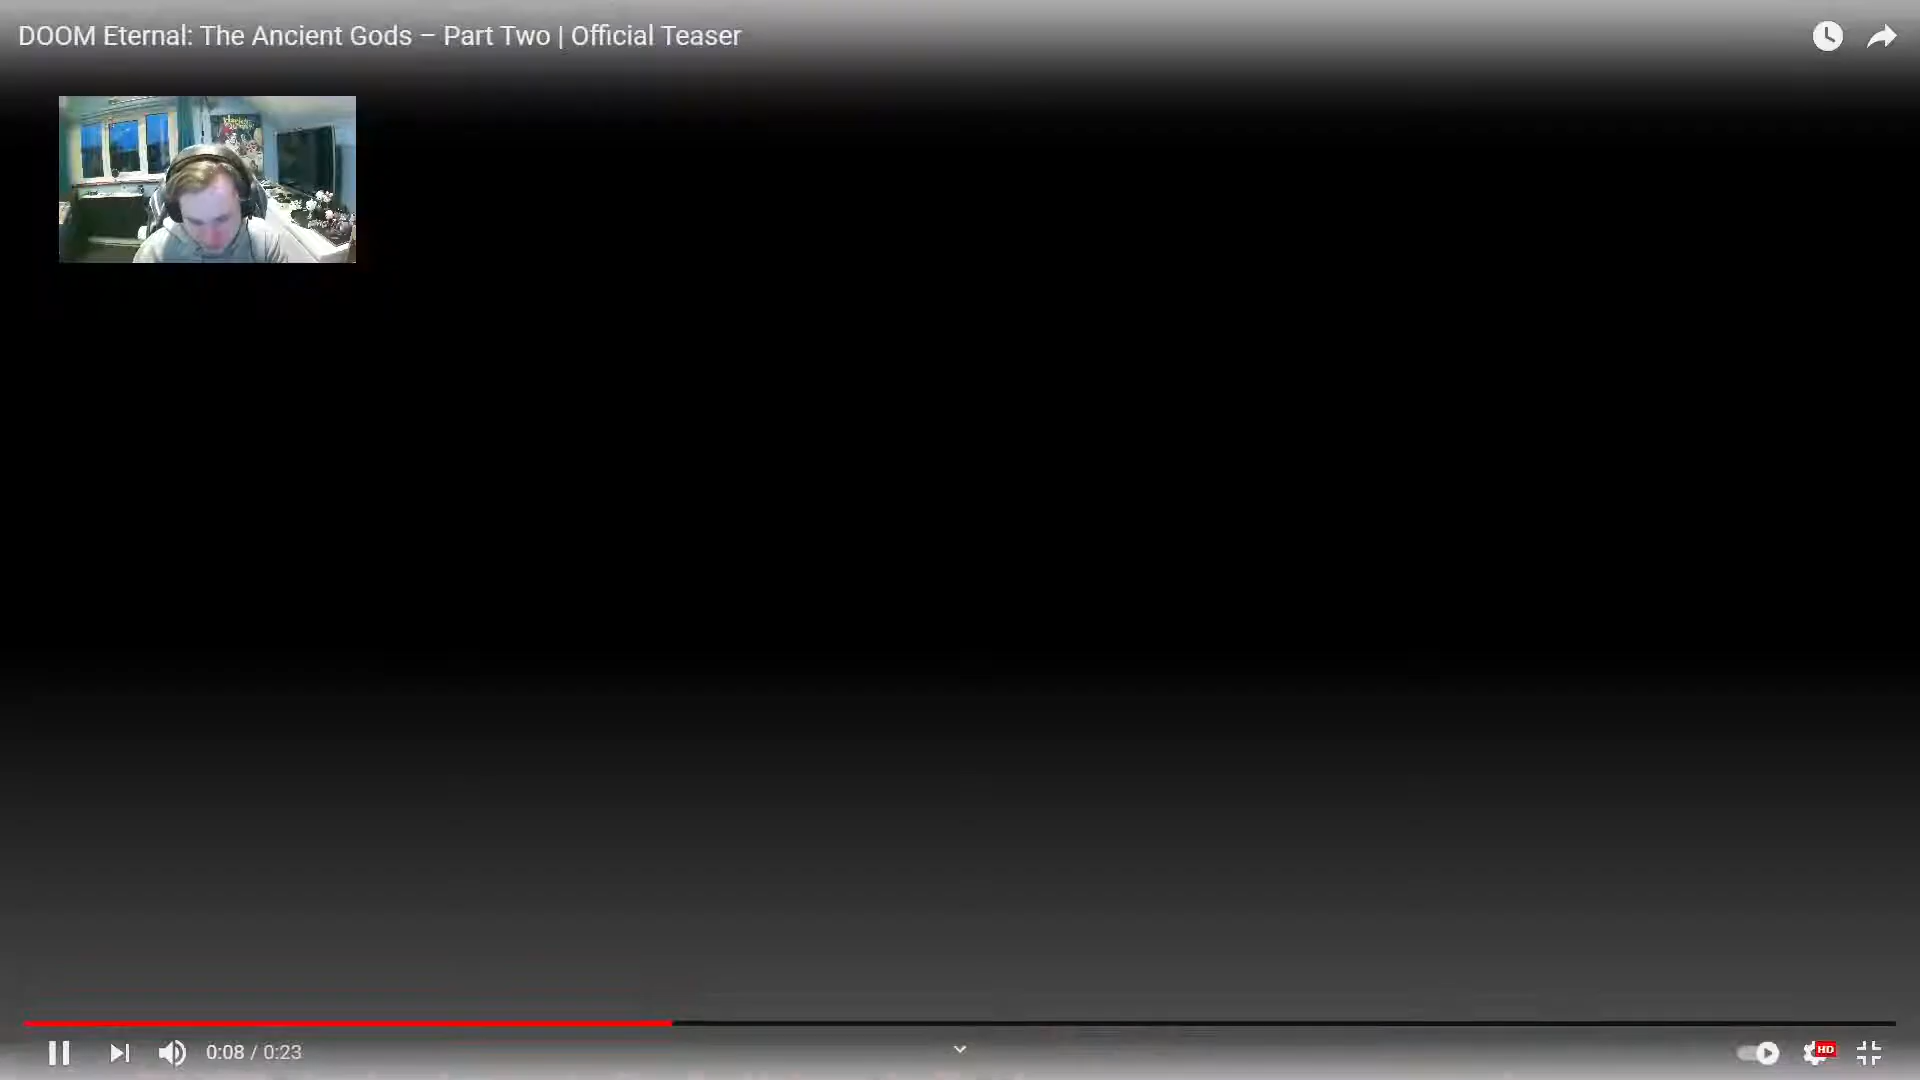 DOOM Eternal: The Ancient Gods – Part Two | Official Teaser
0:08 / 0:23
HD